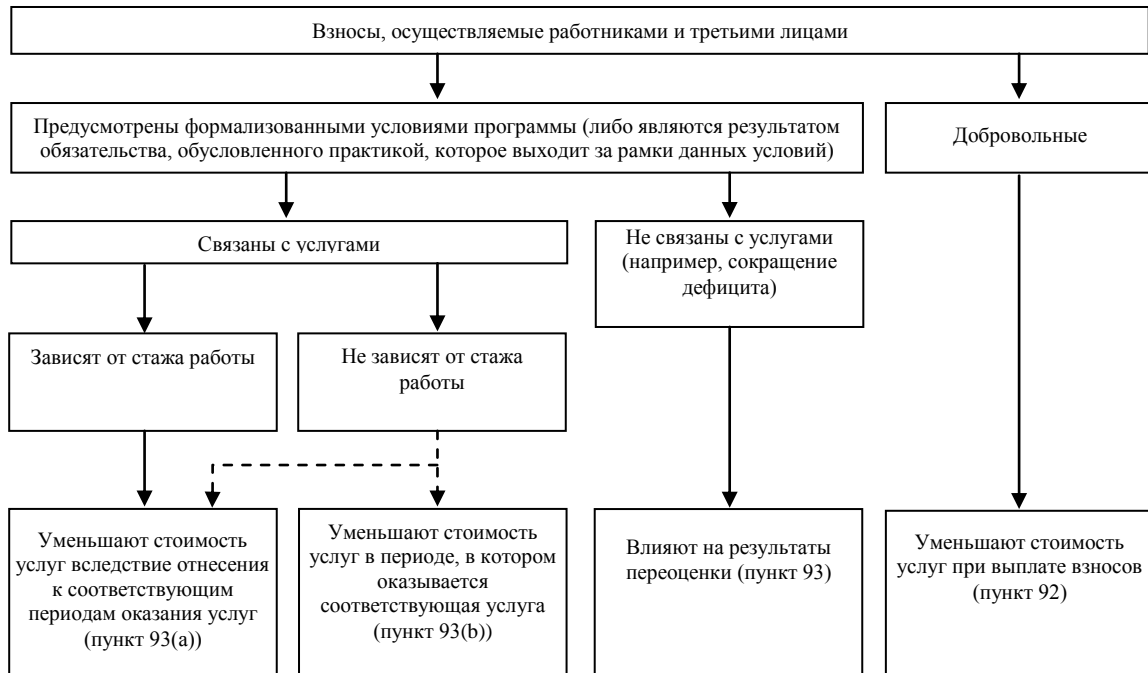 Взносы, осуществляемые работниками и третьими лицами
Предусмотрены формализованными условиями программы (либо являются результатом
обязательства, обусловленного практикой, которое выходит за рамки данных условий)
Добровольные
Связаны с услугами
Не связаны с услугами
(например, сокращение
дефицита)
Зависят от стажа работы
Не зависят от стажа
работы
Уменьшают стоимость
услуг вследствие отнесения
к соответствующим
периодам оказания услуг
(пункт 93(a))
Уменьшают стоимость
услуг в периоде, в котором
оказывается
соответствующая услуга
(пункт 93(b))
Влияют на результаты
переоценки (пункт 93)
Уменьшают стоимость
услуг при выплате взносов
(пункт 92)